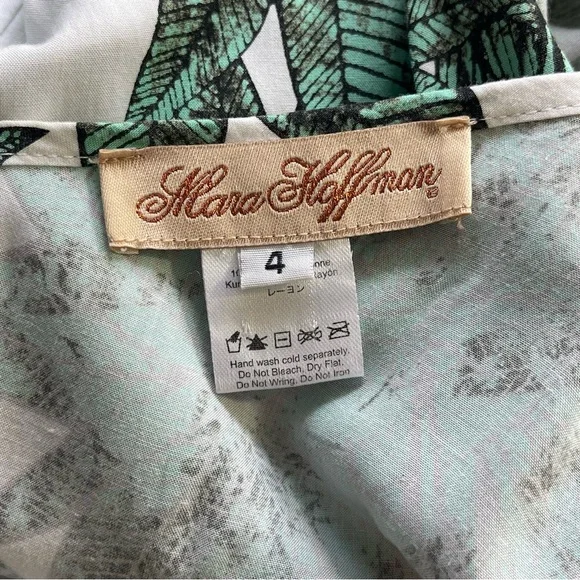 Mara Hoffman ®
4
レーヨン
Hand wash cold separately.
Do Not Bleach, Dry Flat.
Do Not Wring, Do Not Iron